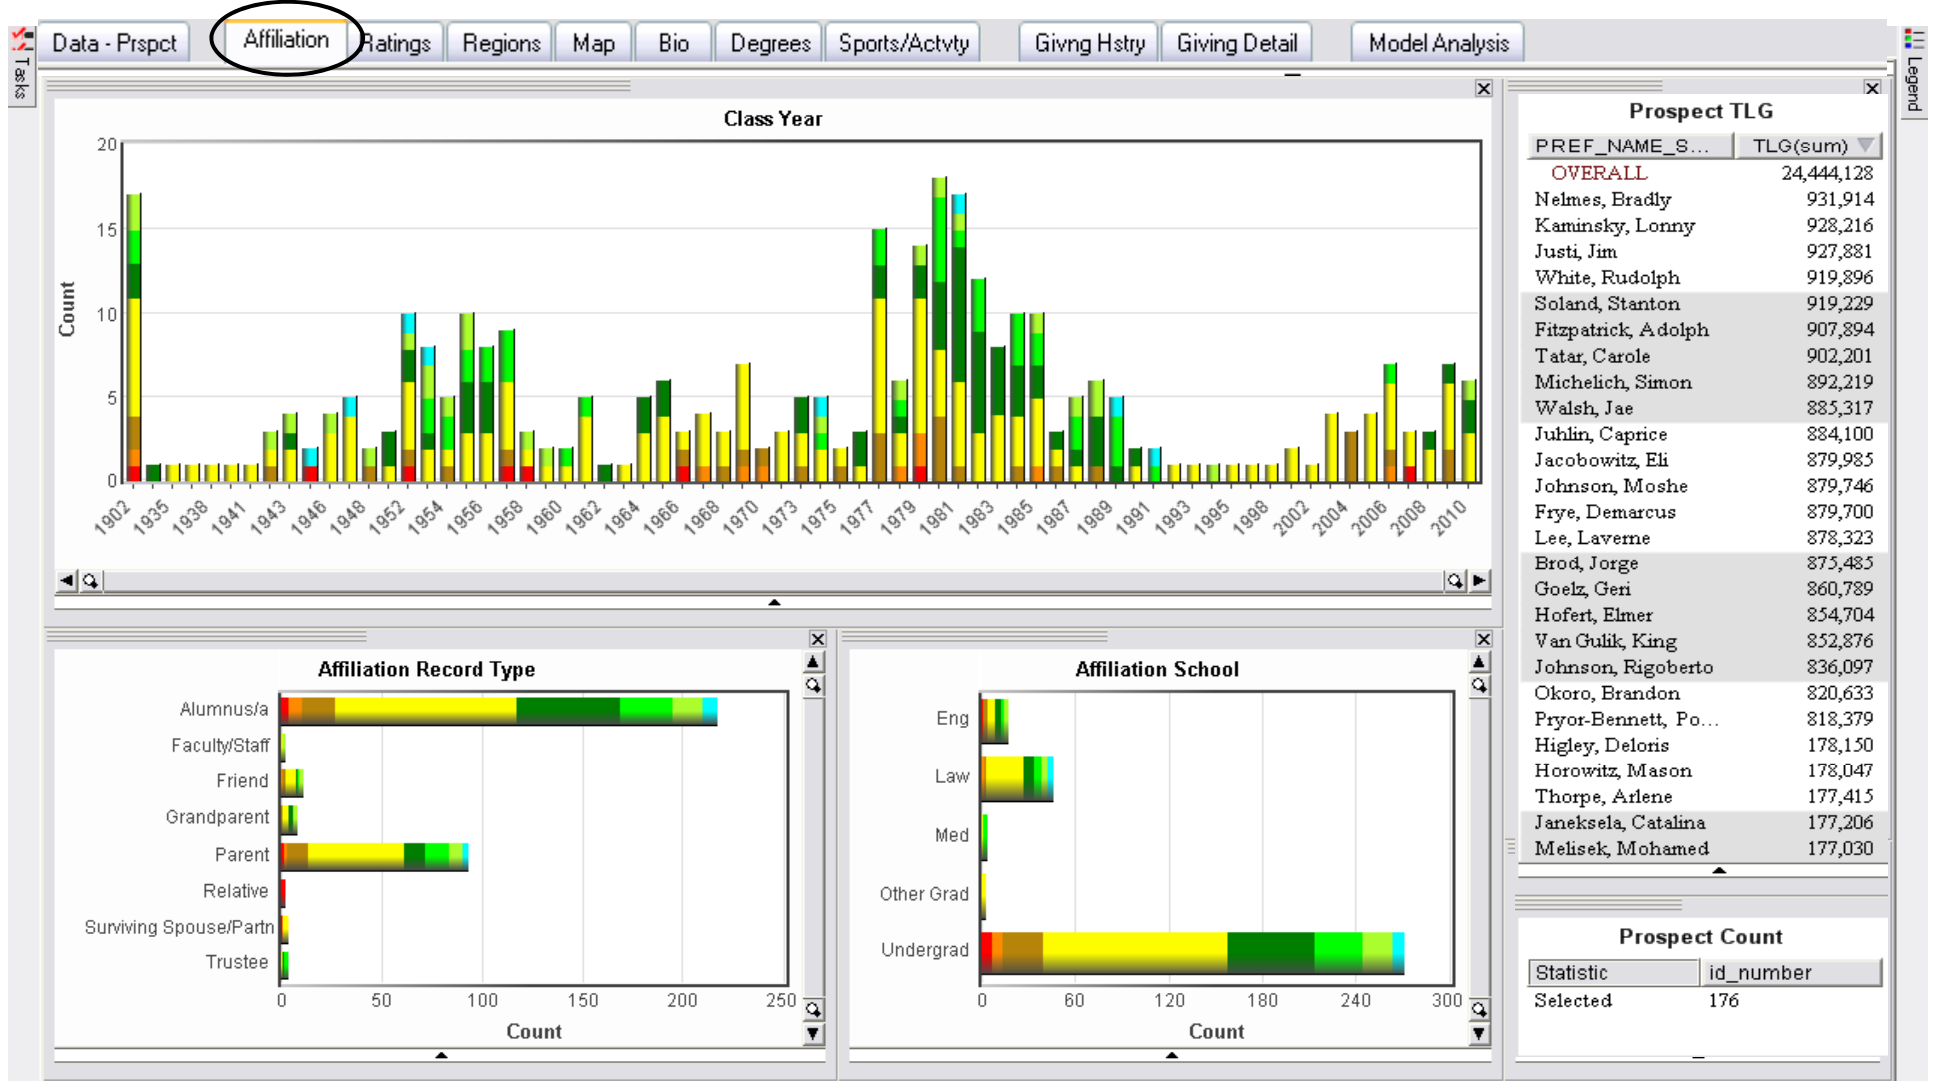 Tasks
Data - Prspct
Affiliation
Ratings
Regions
Map
Bio
Degrees
Sports/Actvty
Givng Hstry
Giving Detail
Model Analysis
Legend
Class Year
Count
20
15
10
5
0
1902 1935 1938 1941 1943 1946 1948 1952 1954 1956 1958 1960 1962 1964 1966 1968 1970 1973 1975 1977 1979 1981 1983 1985 1987 1989 1991 1993 1995 1998 2002 2004 2006 2008 2010
Affiliation Record Type
Alumnus/a
Faculty/Staff
Friend
Grandparent
Parent
Relative
Surviving Spouse/Partn
Trustee
0 50 100 150 200 250
Count
Affiliation School
Eng
Law
Med
Other Grad
Undergrad
0 60 120 180 240 300
Count
Prospect TLG
PREF_NAME_S... TLG(sum)
OVERALL 24,444,128
Nelmes, Bradly 931,914
Kaminsky, Lonny 928,216
Justi, Jim 927,881
White, Rudolph 919,896
Soland, Stanton 919,229
Fitzpatrick, Adolph 907,894
Tatar, Carole 902,201
Michelich, Simon 892,219
Walsh, Jae 885,317
Juhlin, Caprice 884,100
Jacobowitz, Eli 879,985
Johnson, Moshe 879,746
Frye, Demarcus 879,700
Lee, Laverne 878,323
Brod, Jorge 875,485
Goelz, Geri 860,789
Hofert, Elmer 854,704
Van Gulik, King 852,876
Johnson, Rigoberto 836,097
Okoro, Brandon 820,633
Pryor-Bennett, Po... 818,379
Higley, Deloris 178,150
Horowitz, Mason 178,047
Thorpe, Arlene 177,415
Janeksela, Catalina 177,206
Melisek, Mohamed 177,030
Prospect Count
Statistic id_number
Selected 176